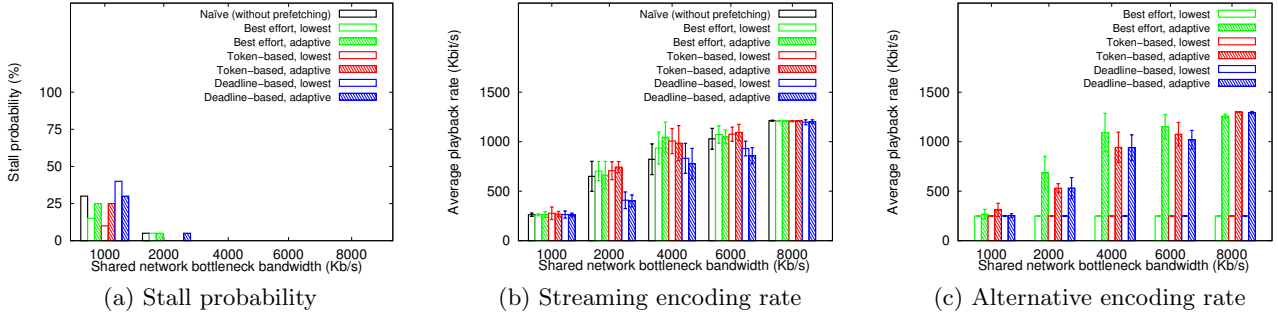 Stall probability (%)
100
75
50
25
0
1000 2000 4000 6000 8000
Shared network bottleneck bandwidth (Kb/s)
Naïve (without prefetching)
Best effort, lowest
Best effort, adaptive
Token−based, lowest
Token−based, adaptive
Deadline−based, lowest
Deadline−based, adaptive
(a) Stall probability
Average playback rate (Kbit/s)
1500
1000
500
0
1000 2000 4000 6000 8000
Shared network bottleneck bandwidth (Kb/s)
Naïve (without prefetching)
Best effort, lowest
Best effort, adaptive
Token−based, lowest
Token−based, adaptive
Deadline−based, lowest
Deadline−based, adaptive
(b) Streaming encoding rate
Average playback rate (Kbit/s)
1500
1000
500
0
1000 2000 4000 6000 8000
Shared network bottleneck bandwidth (Kb/s)
Best effort, lowest
Best effort, adaptive
Token−based, lowest
Token−based, adaptive
Deadline−based, lowest
Deadline−based, adaptive
(c) Alternative encoding rate